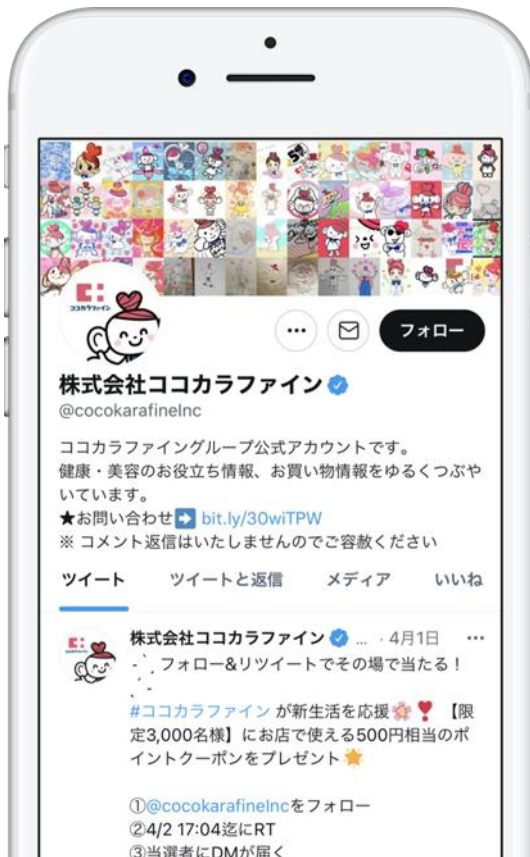 ココカラファイン
フォロー
株式会社ココカラファイン
@cocokarafineInc
ココカラファイングループ公式アカウントです。
健康・美容のお役立ち情報、お買い物情報をゆるくつぶや
いています。
★お問い合わせ➡ bit.ly/30wiTPW
※ コメント返信はいたしませんのでご容赦ください
ツイート ツイートと返信 メディア いいね
株式会社ココカラファイン ... · 4月1日 ...
フォロー&リツイートでその場で当たる！
#ココカラファイン が新生活を応援🌸❣ 【限
定3,000名様】にお店で使える500円相当のポ
イントクーポンをプレゼント🌟
①@cocokarafineIncをフォロー
②4/2 17:04迄にRT
③当選者にDMが届く